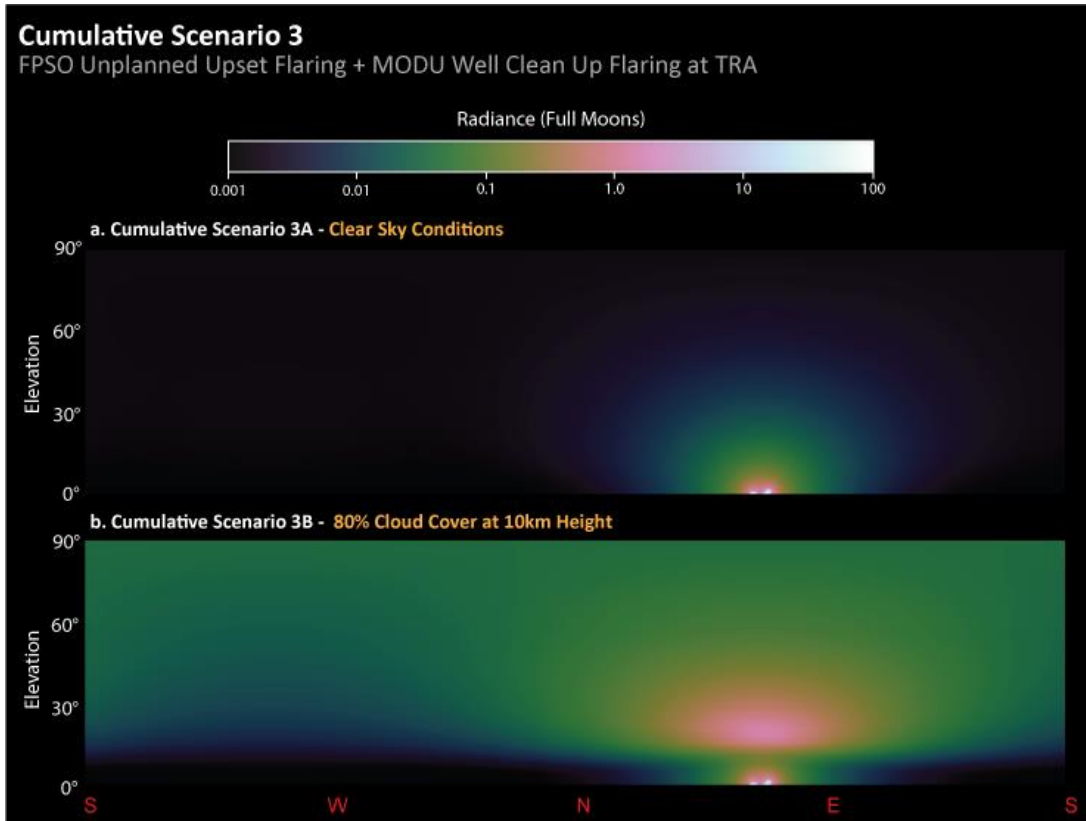 Cumulative Scenario 3
FPSO Unplanned Upset Flaring + MODU Well Clean Up Flaring at TRA
Radiance (Full Moons)
0.001 0.01 0.1 1.0 10 100
a. Cumulative Scenario 3A - Clear Sky Conditions
90°
60°
30°
0°
Elevation
b. Cumulative Scenario 3B - 80% Cloud Cover at 10km Height
90°
60°
30°
0°
Elevation
S W N E S